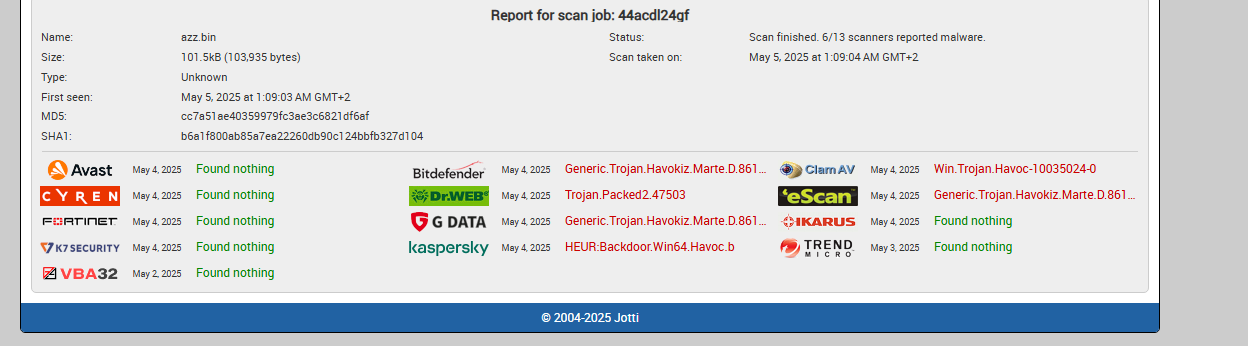 Report for scan job: 44acdl24gf
Name: azz.bin Status: Scan finished. 6/13 scanners reported malware.
Size: 101.5kB (103,935 bytes) Scan taken on: May 5, 2025 at 1:09:04 AM GMT+2
Type: Unknown
First seen: May 5, 2025 at 1:09:03 AM GMT+2
MD5: cc7a51ae40359979fc3ae3c6821df6af
SHA1: b6a1f800ab85a7ea22260db90c124bbfb327d104
Avast May 4, 2025 Found nothing Bitdefender May 4, 2025 Generic.Trojan.Havokiz.Marte.D.861... ClamAV May 4, 2025 Win.Trojan.Havoc-10035024-0
CYREN May 4, 2025 Found nothing Dr.WEB May 4, 2025 Trojan.Packed2.47503 eScan May 4, 2025 Generic.Trojan.Havokiz.Marte.D.861...
FORTINET May 4, 2025 Found nothing G DATA May 4, 2025 Generic.Trojan.Havokiz.Marte.D.861... IKARUS May 4, 2025 Found nothing
K7 SECURITY May 4, 2025 Found nothing kaspersky May 4, 2025 HEUR:Backdoor.Win64.Havoc.b TREND MICRO May 3, 2025 Found nothing
VBA32 May 2, 2025 Found nothing
© 2004-2025 Jotti